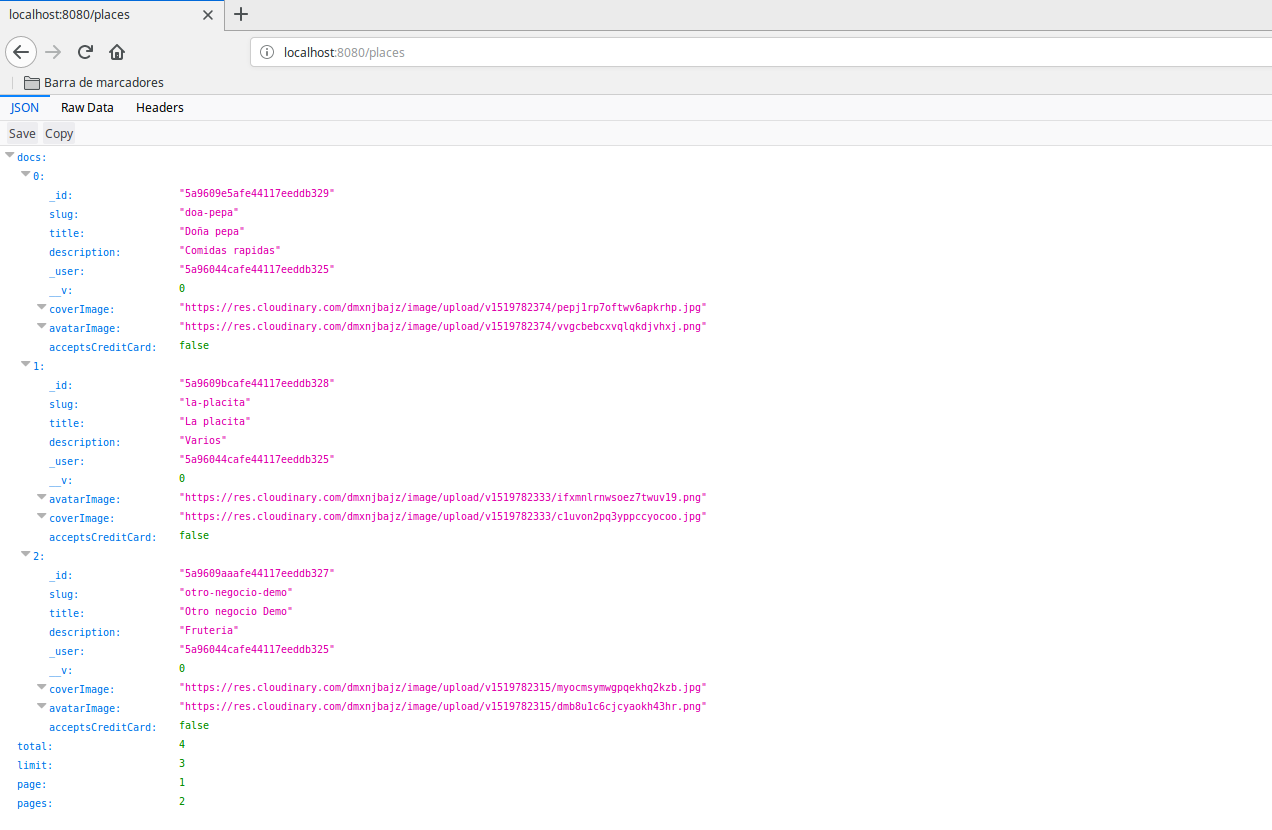 localhost:8080/places
localhost:8080/places
Barra de marcadores
JSON Raw Data Headers
Save Copy
docs:
0:
_id: "5a9609e5afe44117eeddb329"
slug: "doa-pepa"
title: "Doña pepa"
description: "Comidas rapidas"
_user: "5a96044cafe44117eeddb325"
__v: 0
coverImage: "https://res.cloudinary.com/dmxnjbajz/image/upload/v1519782374/pepj1rp7oftwv6apkrhp.jpg"
avatarImage: "https://res.cloudinary.com/dmxnjbajz/image/upload/v1519782374/vvgcbebcxvqlqkdjvhxj.png"
acceptsCreditCard: false
1:
_id: "5a9609bcafe44117eeddb328"
slug: "la-placita"
title: "La placita"
description: "Varios"
_user: "5a96044cafe44117eeddb325"
__v: 0
avatarImage: "https://res.cloudinary.com/dmxnjbajz/image/upload/v1519782333/ifxmnlrnwsoez7twuv19.png"
coverImage: "https://res.cloudinary.com/dmxnjbajz/image/upload/v1519782333/c1uvon2pq3yppccyocoo.jpg"
acceptsCreditCard: false
2:
_id: "5a9609aaafe44117eeddb327"
slug: "otro-negocio-demo"
title: "Otro negocio Demo"
description: "Fruteria"
_user: "5a96044cafe44117eeddb325"
__v: 0
coverImage: "https://res.cloudinary.com/dmxnjbajz/image/upload/v1519782315/myocmsymwgpqekhq2kzb.jpg"
avatarImage: "https://res.cloudinary.com/dmxnjbajz/image/upload/v1519782315/dmb8u1c6cjcyaokh43hr.png"
acceptsCreditCard: false
total: 4
limit: 3
page: 1
pages: 2